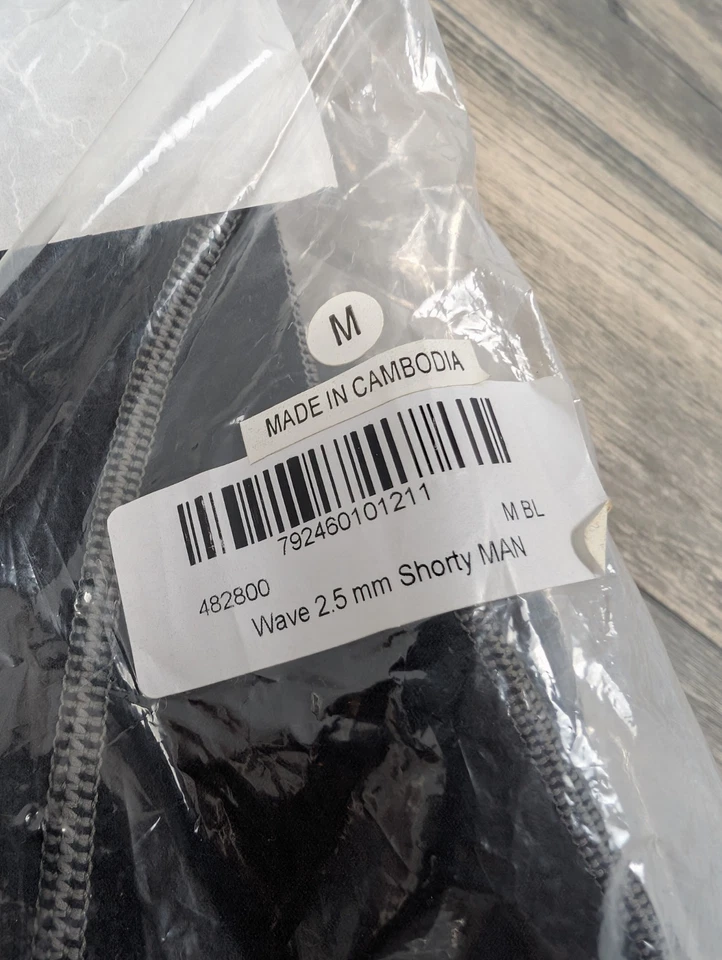 M
MADE IN CAMBODIA
792460101211
482800 M BL
Wave 2.5 mm Shorty MAN